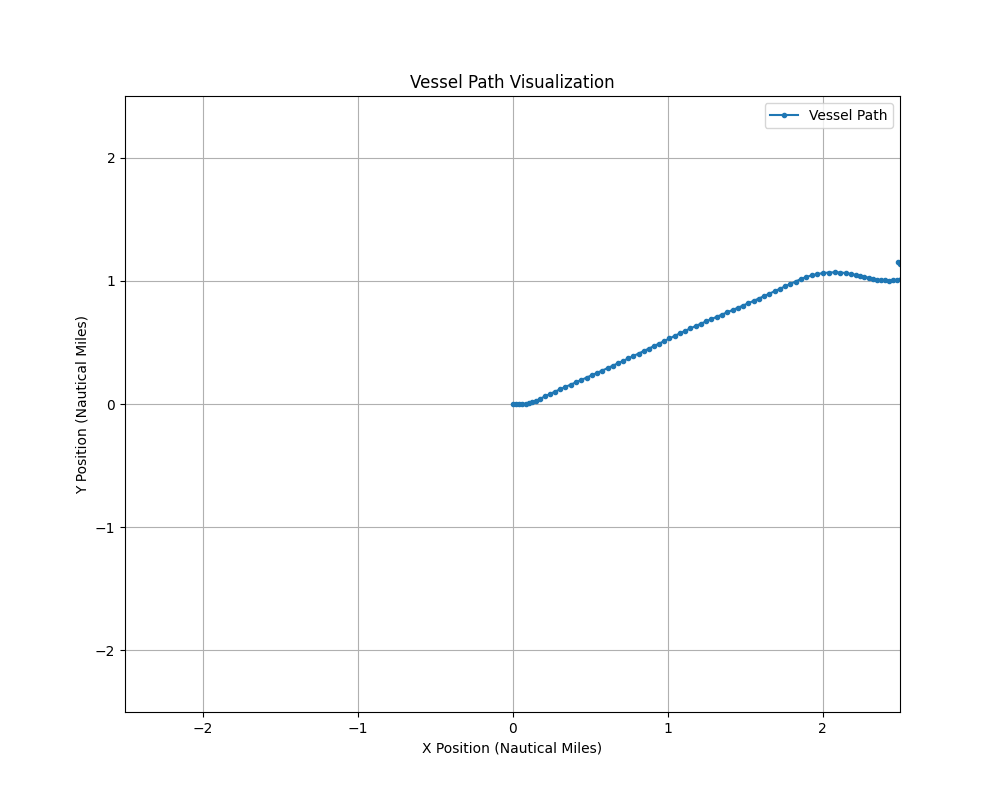 Vessel Path Visualization
Vessel Path
Y Position (Nautical Miles)
2
1
0
−1
−2
−2
−1
0
1
2
X Position (Nautical Miles)